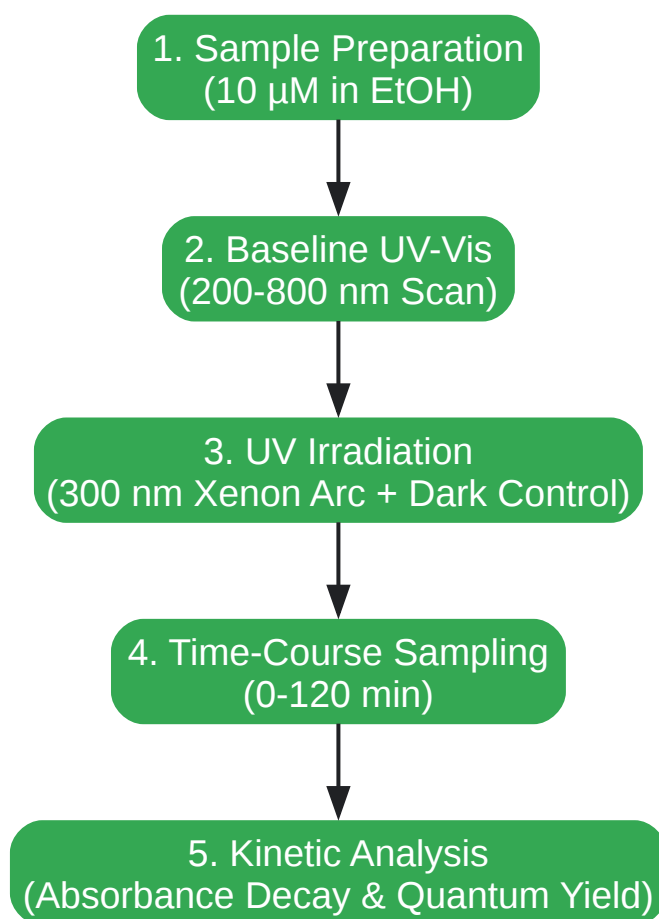 1. Sample Preparation
(10 µM in EtOH)
2. Baseline UV-Vis
(200-800 nm Scan)
3. UV Irradiation
(300 nm Xenon Arc + Dark Control)
4. Time-Course Sampling
(0-120 min)
5. Kinetic Analysis
(Absorbance Decay & Quantum Yield)